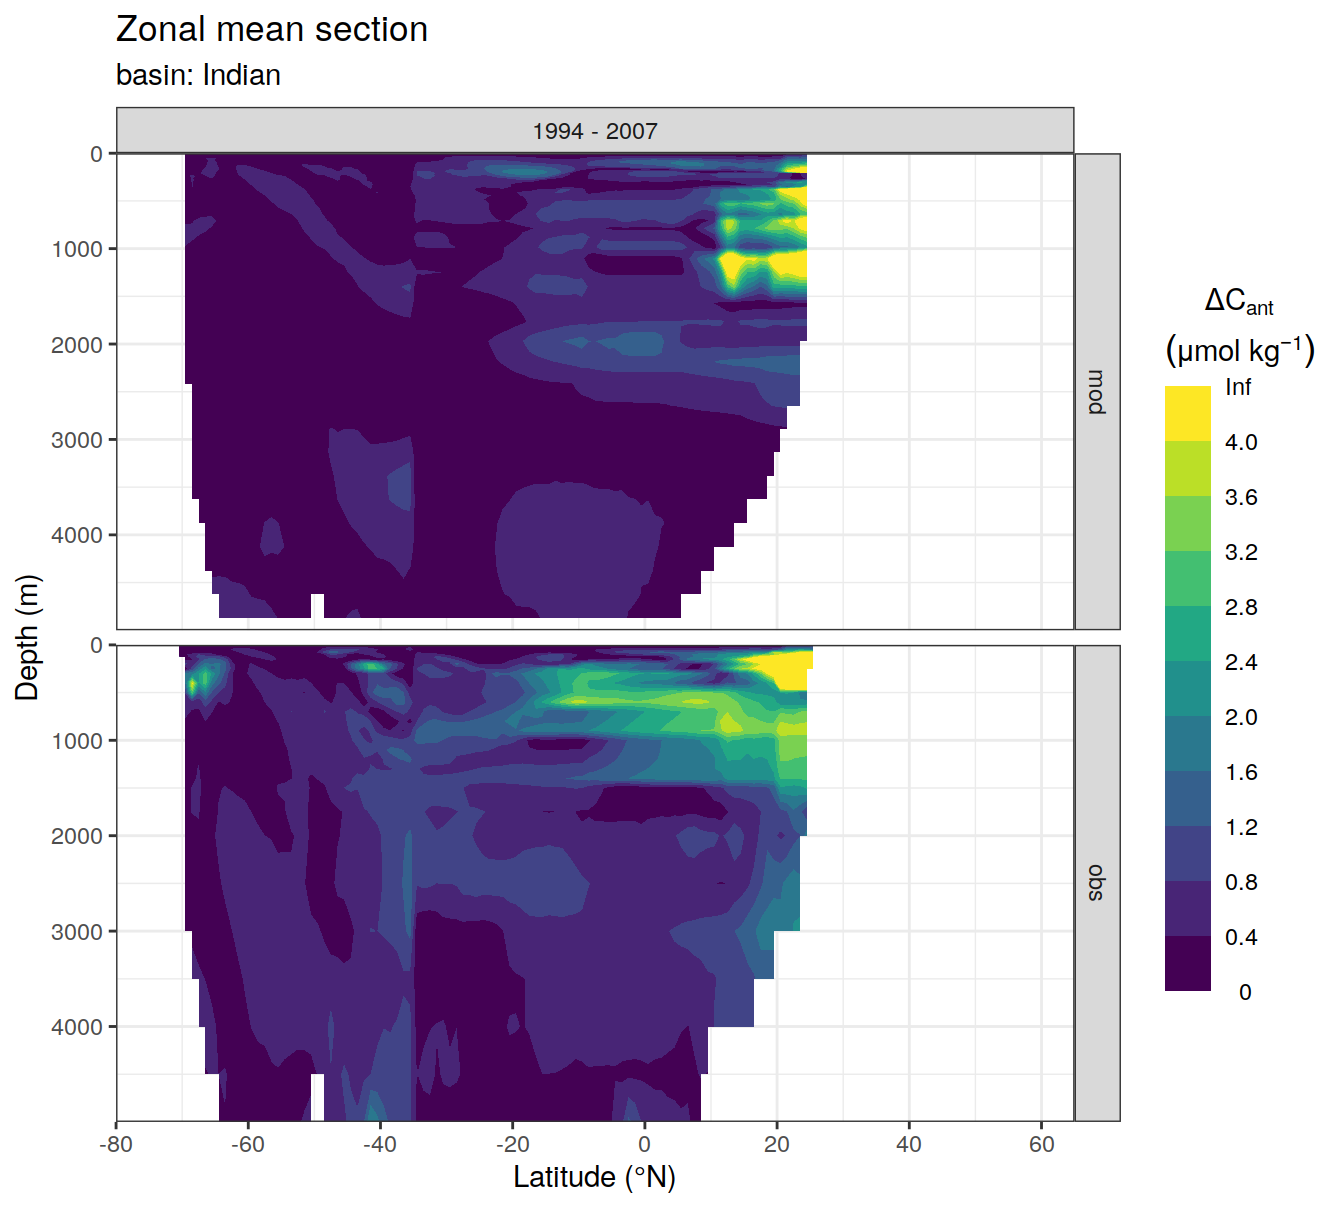 Zonal mean section
basin: Indian
1994 - 2007
0
1000
2000
3000
4000
mod
0
1000
2000
3000
4000
obs
Depth (m)
-80
-60
-40
-20
0
20
40
60
Latitude (°N)
ΔCant
(μmol kg−1)
Inf
4.0
3.6
3.2
2.8
2.4
2.0
1.6
1.2
0.8
0.4
0